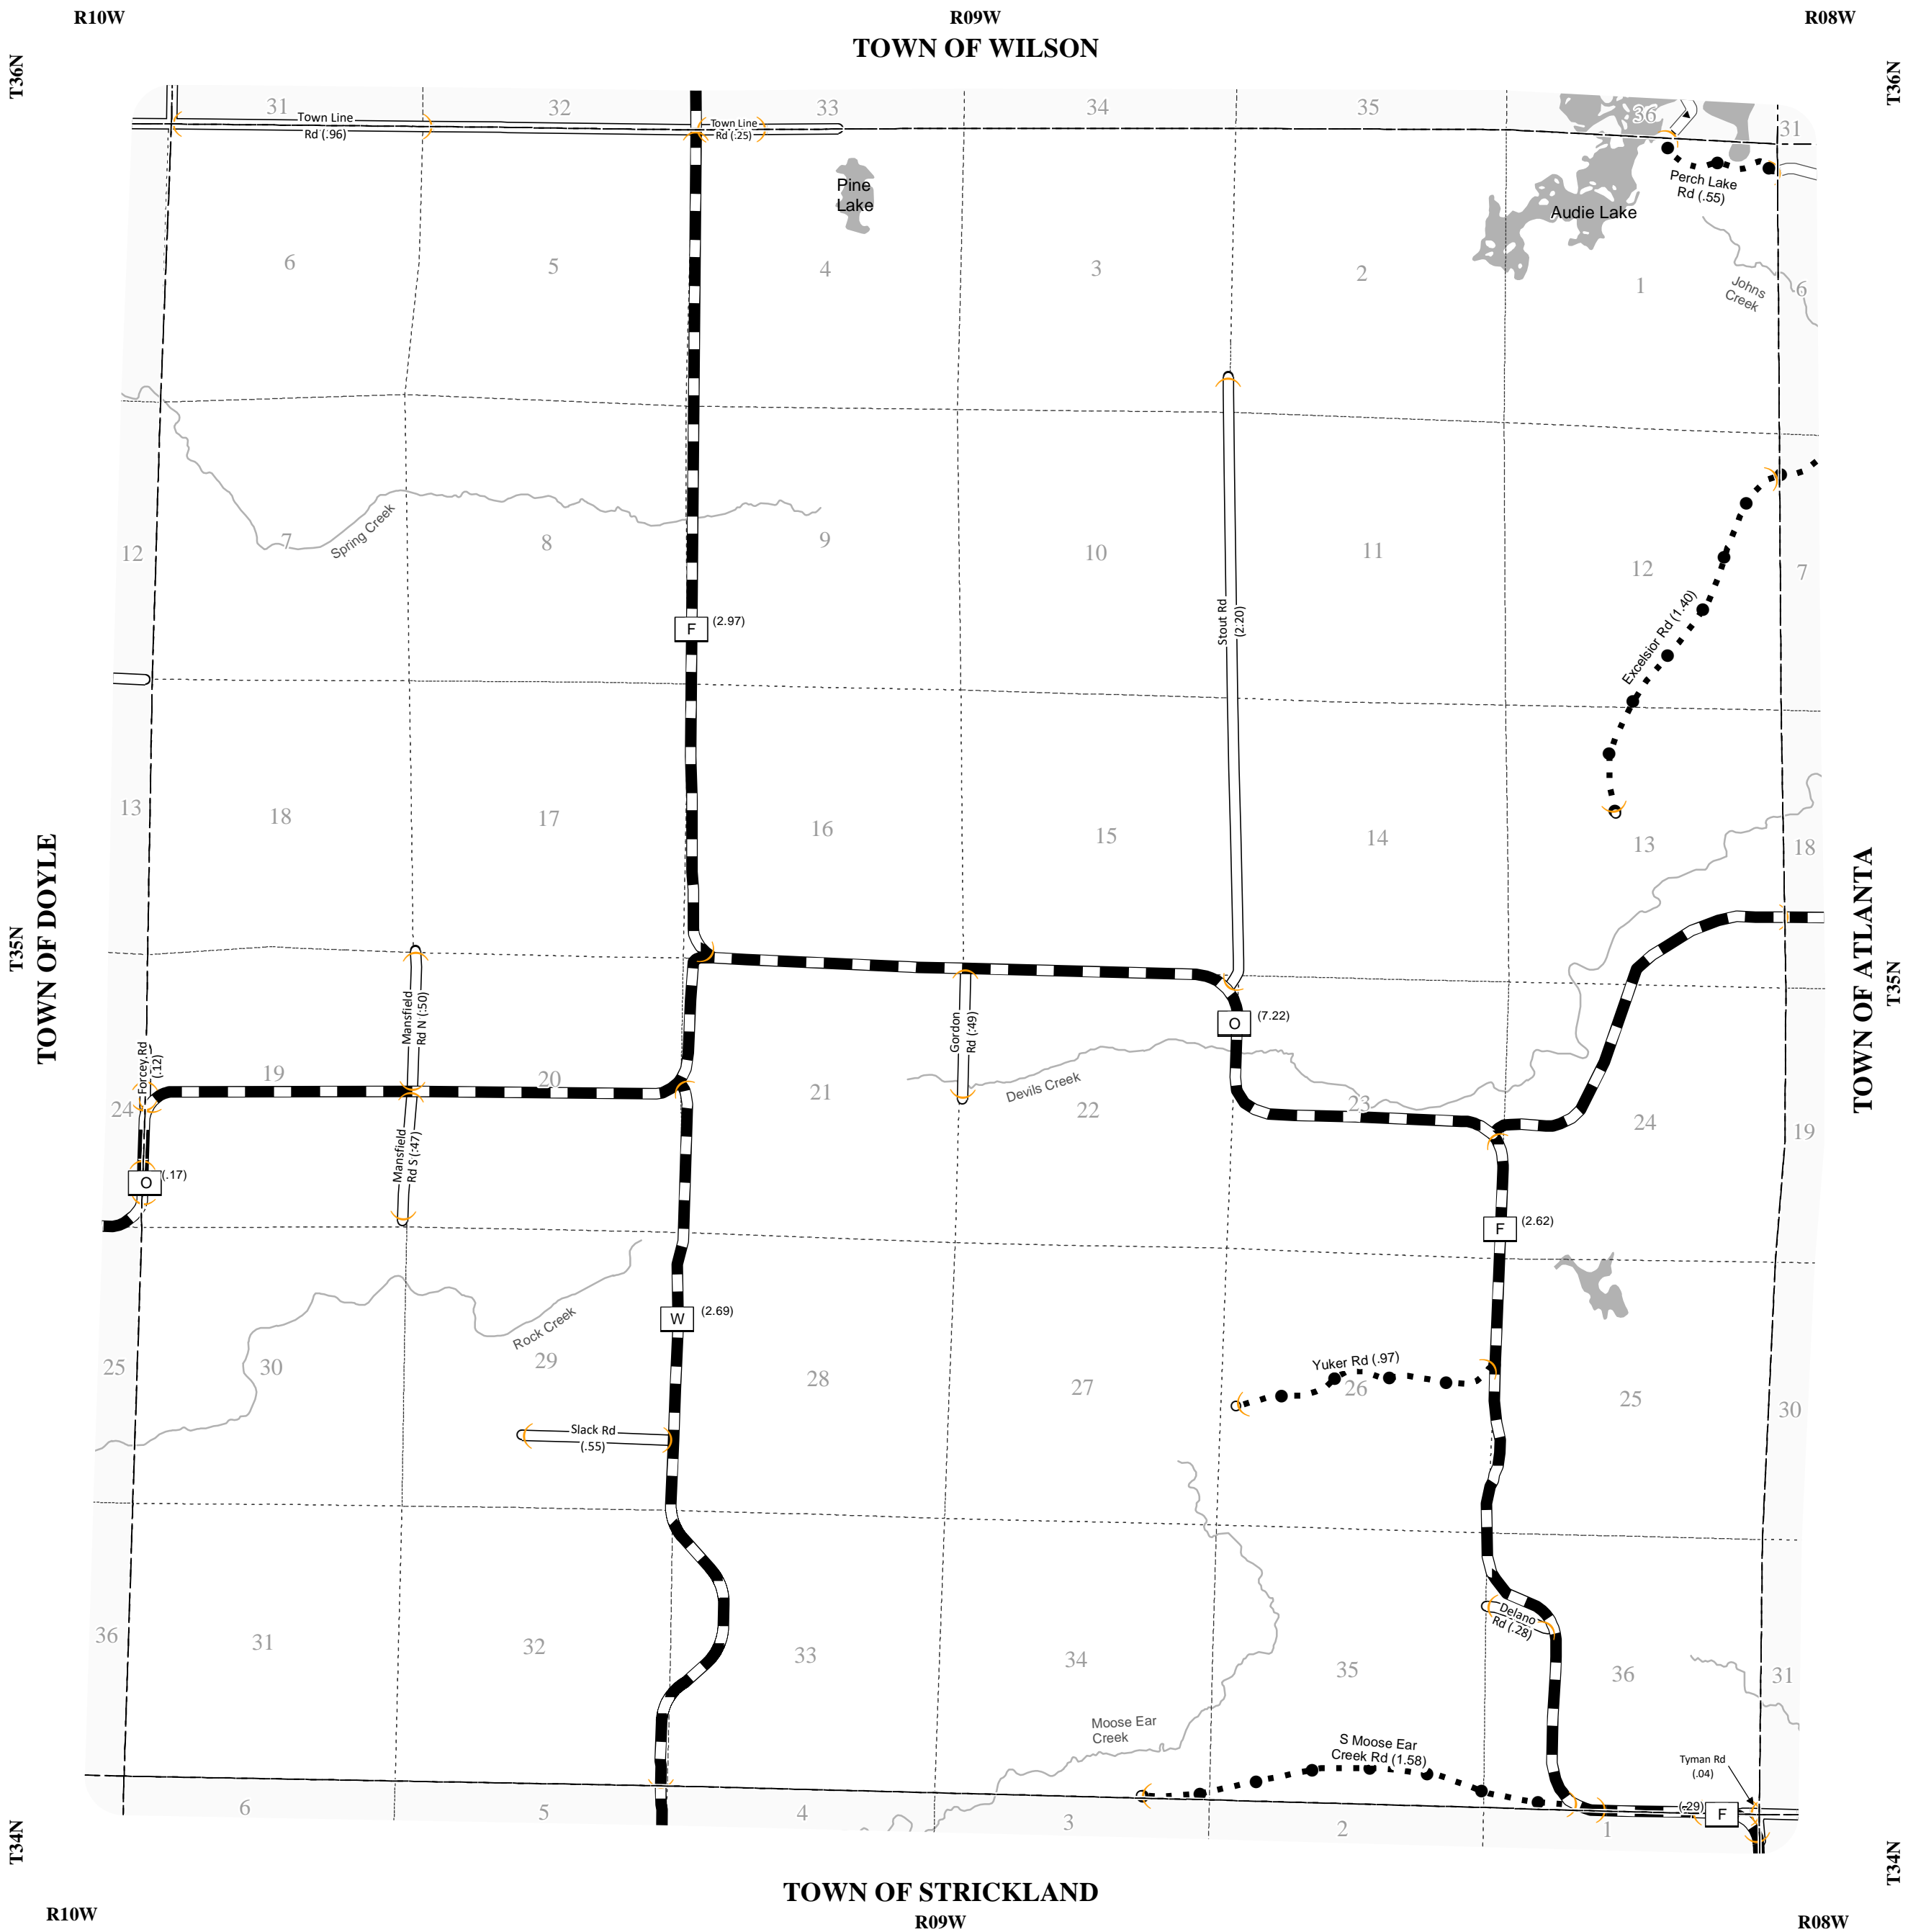 R10W
R09W
R08W
TOWN OF WILSON
T36N
T36N
31
32
33
34
35
36
31
Town Line
Rd (.96)
Town Line
Rd (.25)
Pine
Lake
Audie Lake
Perch Lake
Rd (.55)
Johns
Creek
6
5
4
3
2
1
6
Spring Creek
12
7
8
9
10
11
12
7
F
(2.97)
Stout Rd
(2.20)
Excelsior Rd (1.40)
13
18
17
16
15
14
13
18
TOWN OF DOYLE
TOWN OF ATLANTA
T35N
T35N
Mansfield
Rd N (.50)
Gordon
Rd (.49)
O
(7.22)
Forcey Rd
(.12)
19
20
21
22
23
24
19
24
Devils Creek
Mansfield
Rd S (.47)
O
(.17)
F
(2.62)
W
(2.69)
Rock Creek
25
30
29
28
27
26
25
30
Yuker Rd (.97)
Slack Rd
(.55)
Delano
Rd (.28)
36
31
32
33
34
35
36
31
Moose Ear
Creek
S Moose Ear
Creek Rd (1.58)
Tyman Rd
(.04)
(.29)
F
6
5
4
3
2
1
T34N
T34N
TOWN OF STRICKLAND
R10W
R09W
R08W